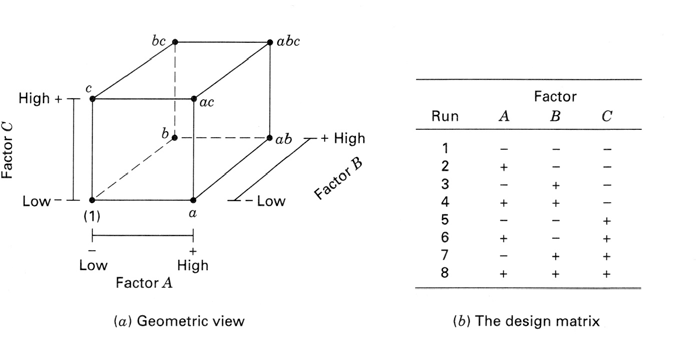 bc
abc
c
High +
ac
Factor C
b
ab
+ High
Factor B
Low −
− Low
(1)
a
−
+
Low
High
Factor A
(a) Geometric view
Factor
Run A B C
1 − − −
2 + − −
3 − + −
4 + + −
5 − − +
6 + − +
7 − + +
8 + + +
(b) The design matrix